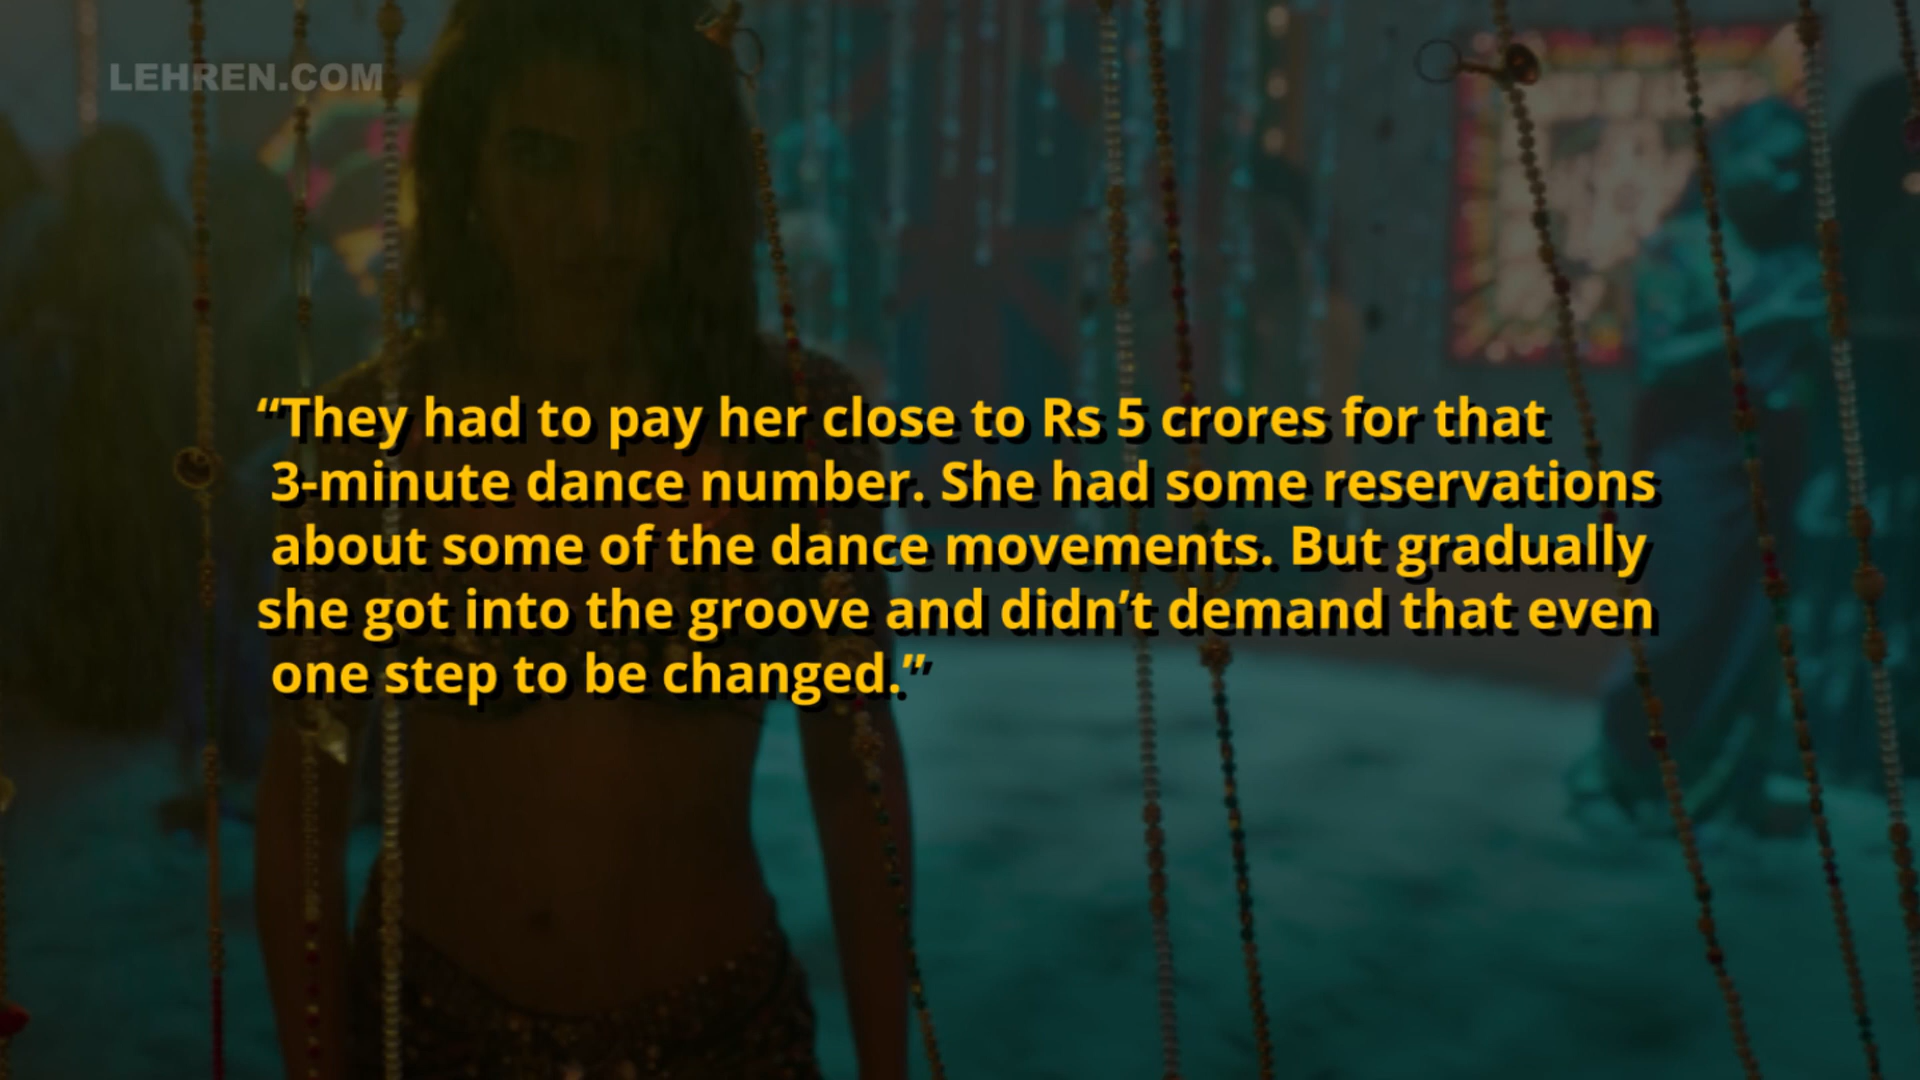 LEHREN.COM
“They had to pay her close to Rs 5 crores for that
3-minute dance number. She had some reservations
about some of the dance movements. But gradually
she got into the groove and didn’t demand that even
one step to be changed.”